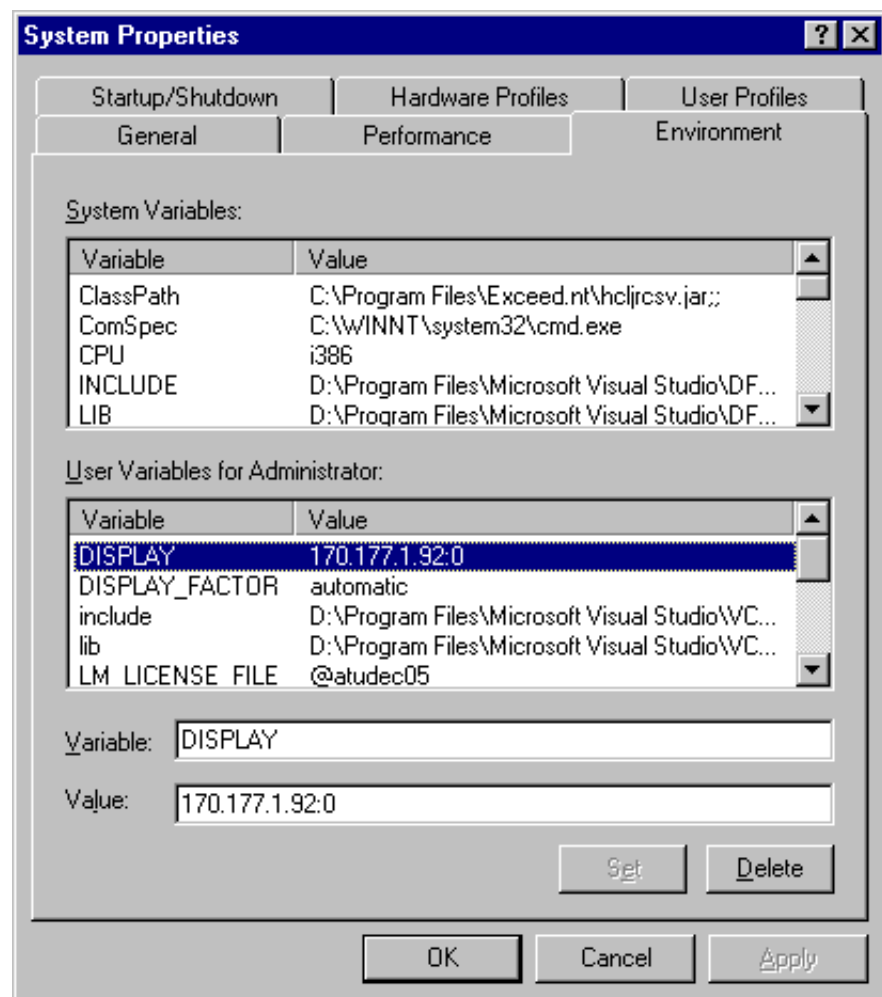 System Properties
Startup/Shutdown Hardware Profiles User Profiles
General Performance Environment
System Variables:
Variable Value
ClassPath C:\Program Files\Exceed.nt\hcljrcsv.jar;;
ComSpec C:\WINNT\system32\cmd.exe
CPU i386
INCLUDE D:\Program Files\Microsoft Visual Studio\DF...
LIB D:\Program Files\Microsoft Visual Studio\DF...
User Variables for Administrator:
Variable Value
DISPLAY 170.177.1.92:0
DISPLAY_FACTOR automatic
include D:\Program Files\Microsoft Visual Studio\VC...
lib D:\Program Files\Microsoft Visual Studio\VC...
LM_LICENSE_FILE @atudec05
Variable: DISPLAY
Value: 170.177.1.92:0
Set Delete
OK Cancel Apply